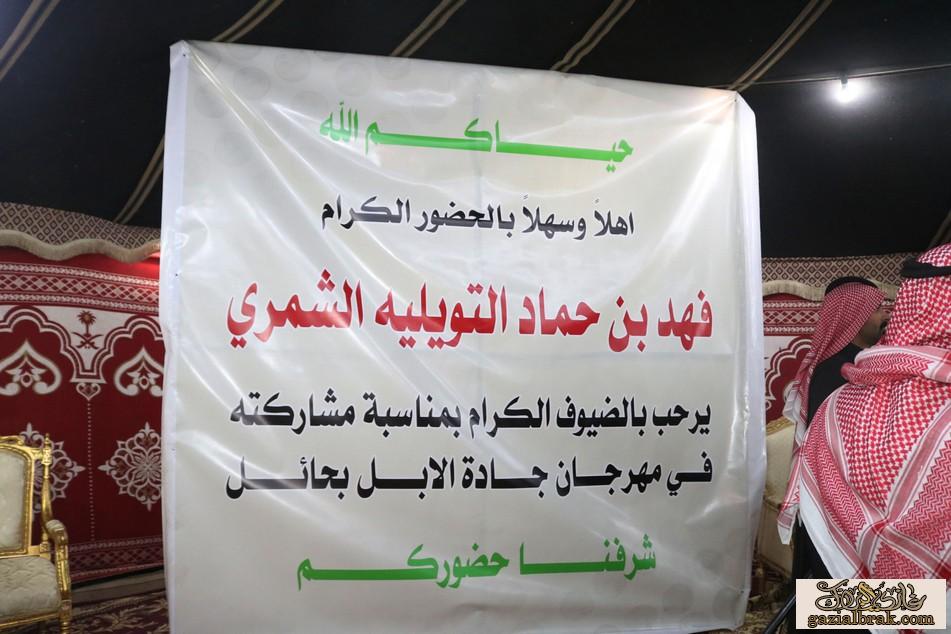 حياكم الله
اهلاً وسهلاً بالحضور الكرام
فهد بن حماد التويليه الشمري
يرحب بالضيوف الكرام بمناسبة مشاركته
في مهرجان جادة الابل بحائل
شرفنا حضوركم
gazialbrak.com